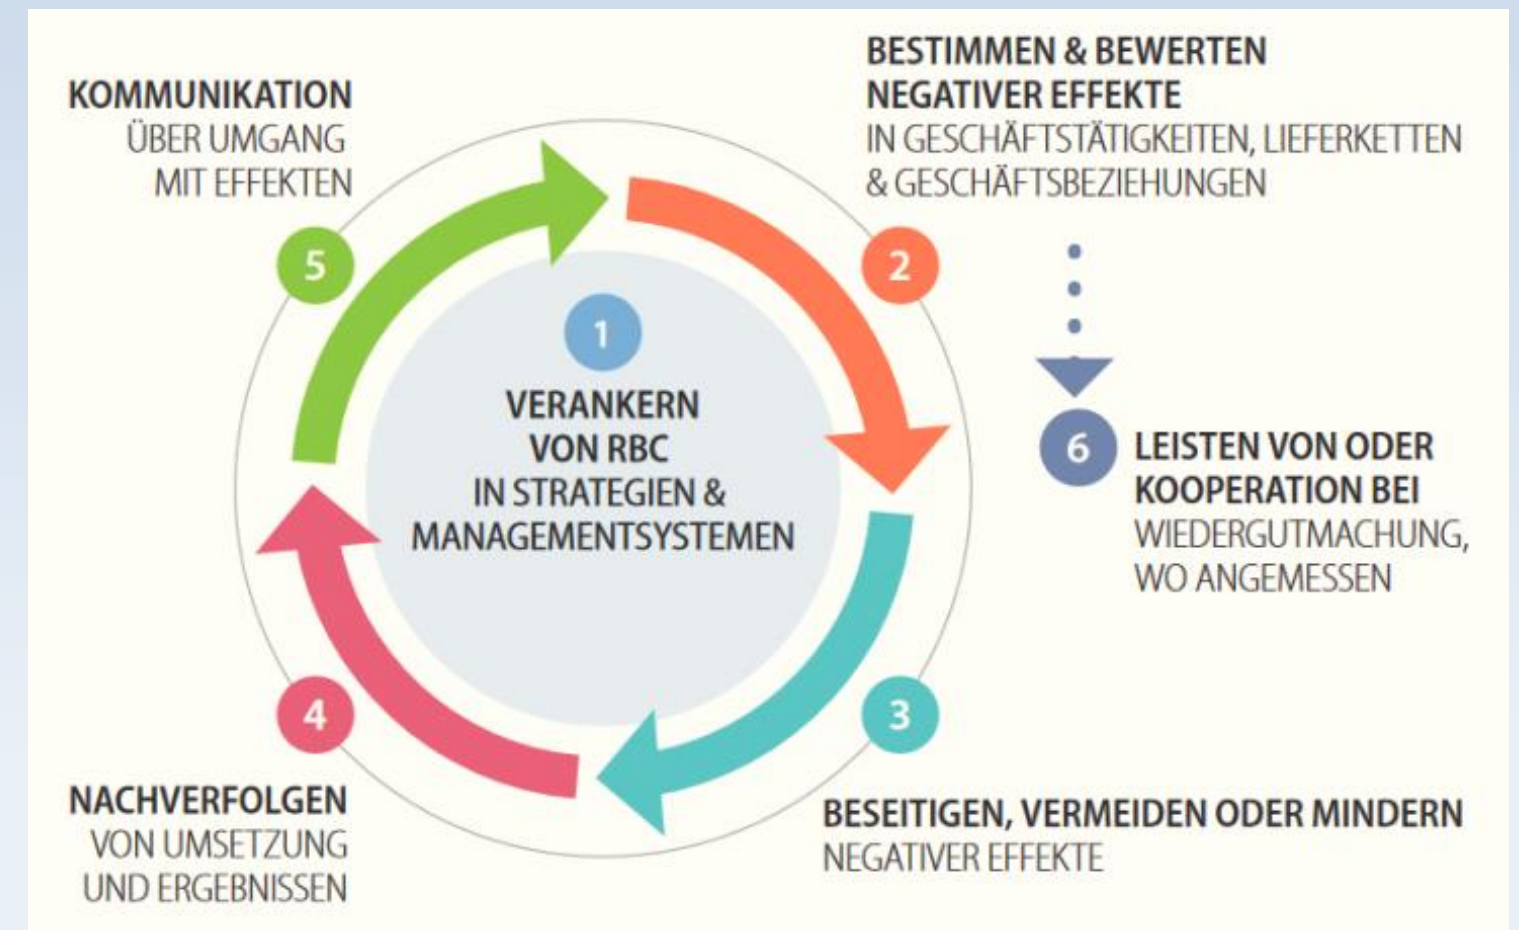 1
VERANKERN
VON RBC
IN STRATEGIEN &
MANAGEMENTSYSTEMEN
2
BESTIMMEN & BEWERTEN
NEGATIVER EFFEKTE
IN GESCHÄFTSTÄTIGKEITEN, LIEFERKETTEN
& GESCHÄFTSBEZIEHUNGEN
3
BESEITIGEN, VERMEIDEN ODER MINDERN
NEGATIVER EFFEKTE
4
NACHVERFOLGEN
VON UMSETZUNG
UND ERGEBNISSEN
5
KOMMUNIKATION
ÜBER UMGANG
MIT EFFEKTEN
6
LEISTEN VON ODER
KOOPERATION BEI
WIEDERGUTMACHUNG,
WO ANGEMESSEN